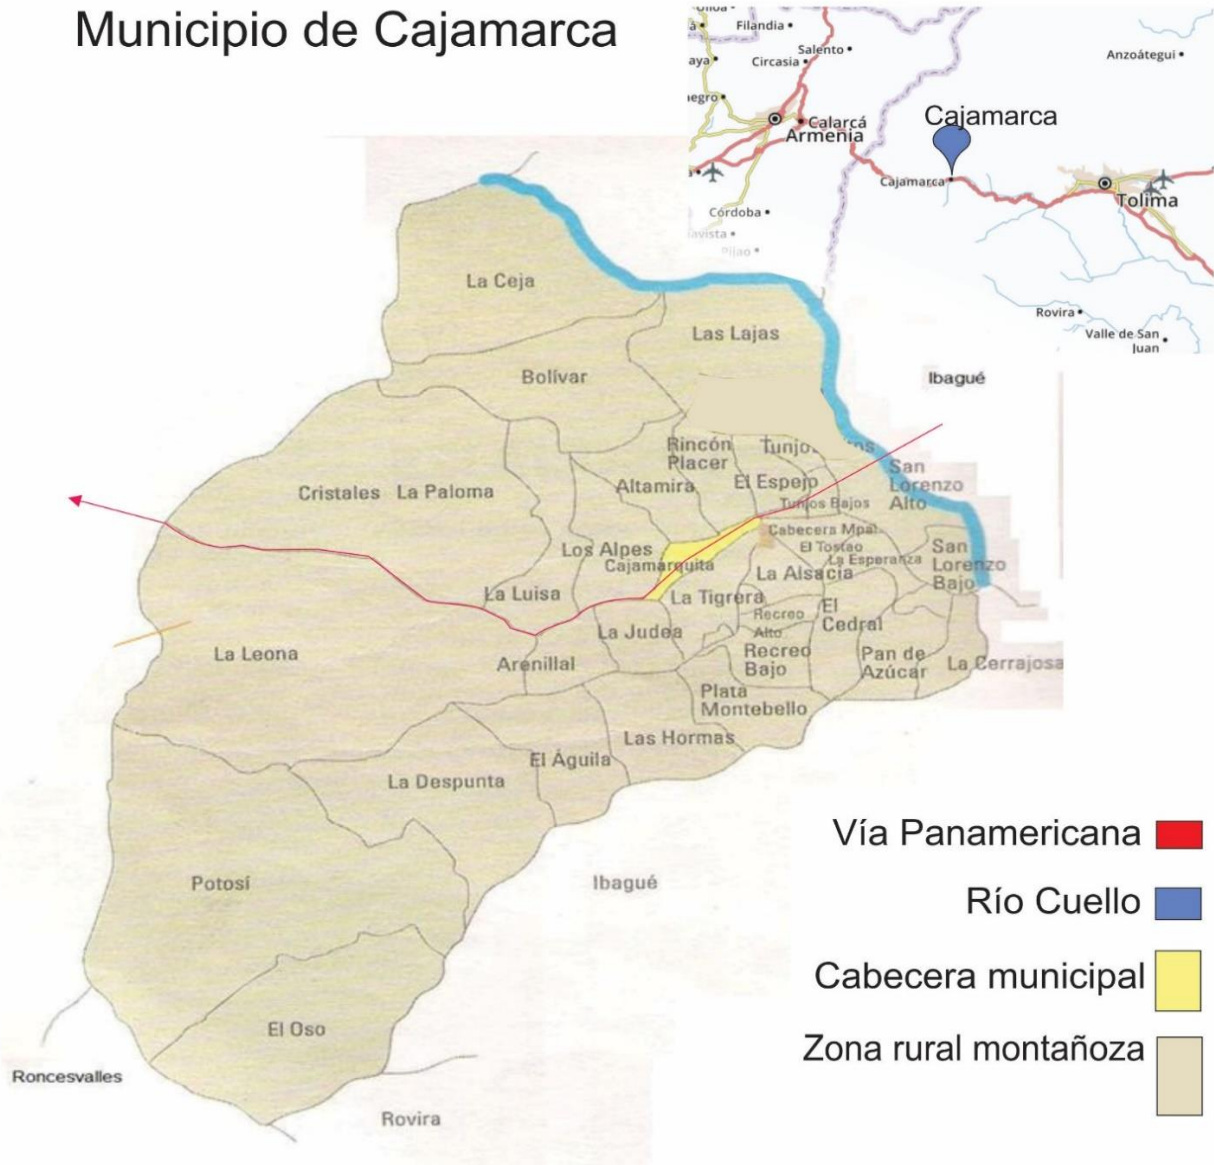 Municipio de Cajamarca
Filandia
Salento
Circasia
Anzoátegui
Calarcá
Armenia
Cajamarca
Cajamarca
Tolima
Córdoba
Rovira
Valle de San
Juan
La Ceja
Las Lajas
Bolívar
Ibagué
Rincón
Placer
Altamira
El Espejo
Tunjos Bajos
San
Lorenzo
Alto
Cristales
La Paloma
Cabecera Mpal
El Tostao
La Esperanza
San
Lorenzo
Bajo
Los Alpes
Cajamarquita
La Alsacia
La Luisa
La Tigrera
Recreo
Alto
El
Cedral
La Judea
La Leona
Arenillal
Recreo
Bajo
Pan de
Azúcar
La Cerrajosa
Plata
Montebello
Las Hormas
El Águila
La Despunta
Potosí
Ibagué
El Oso
Roncesvalles
Rovira
Vía Panamericana
Río Cuello
Cabecera municipal
Zona rural montañoza